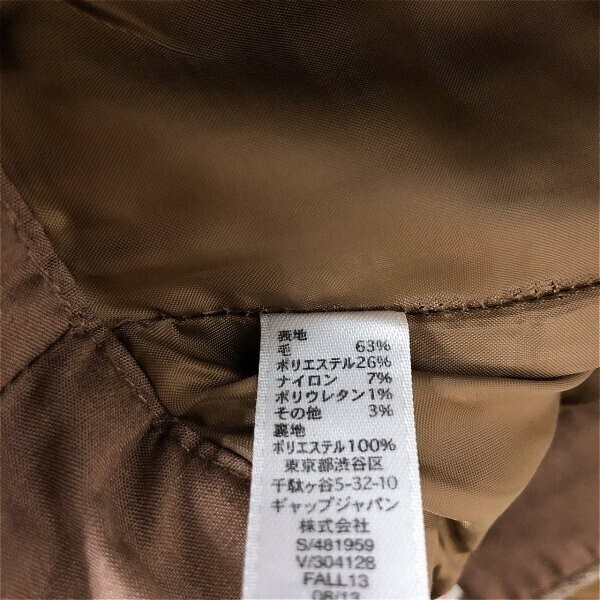 表地
毛 63%
ポリエステル26%
ナイロン 7%
ポリウレタン1%
その他 3%
裏地
ポリエステル100%
東京都渋谷区
千駄ヶ谷5-32-10
ギャップジャパン
株式会社
S/481959
V/304128
FALL13
08/13